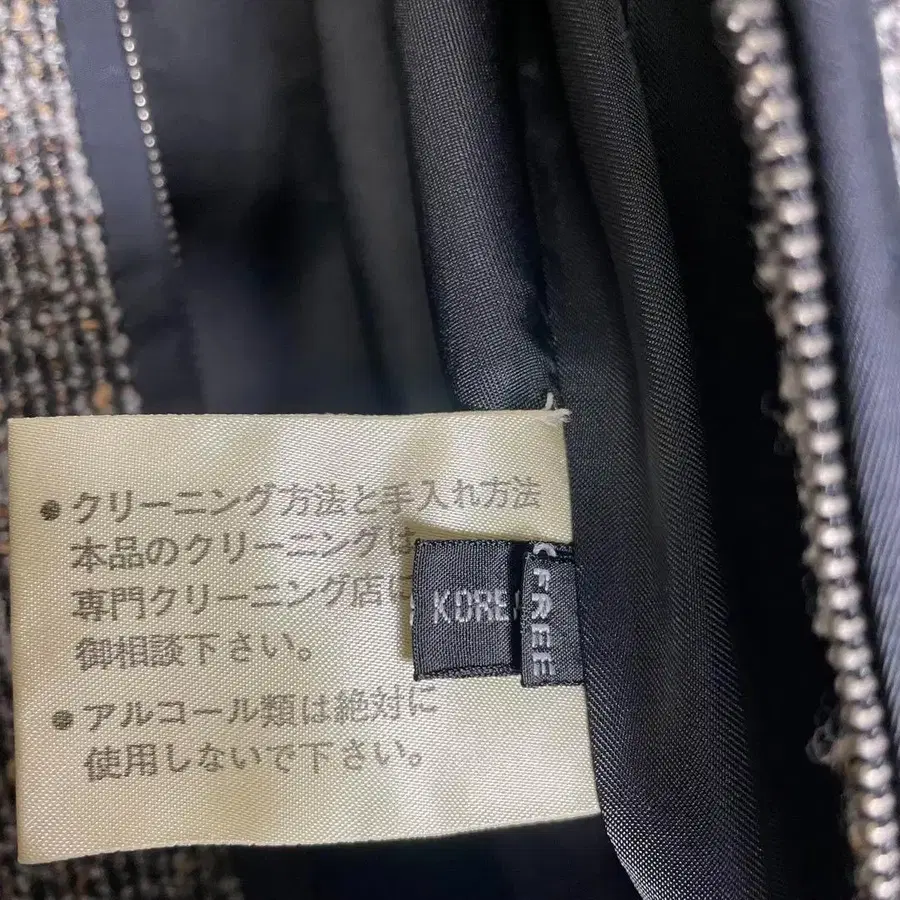 ●クリーニング方法と手入れ方法
本品のクリーニングは
専門クリーニング店に
御相談下さい。
●アルコール類は絶対に
使用しないで下さい。
KORE
FREE